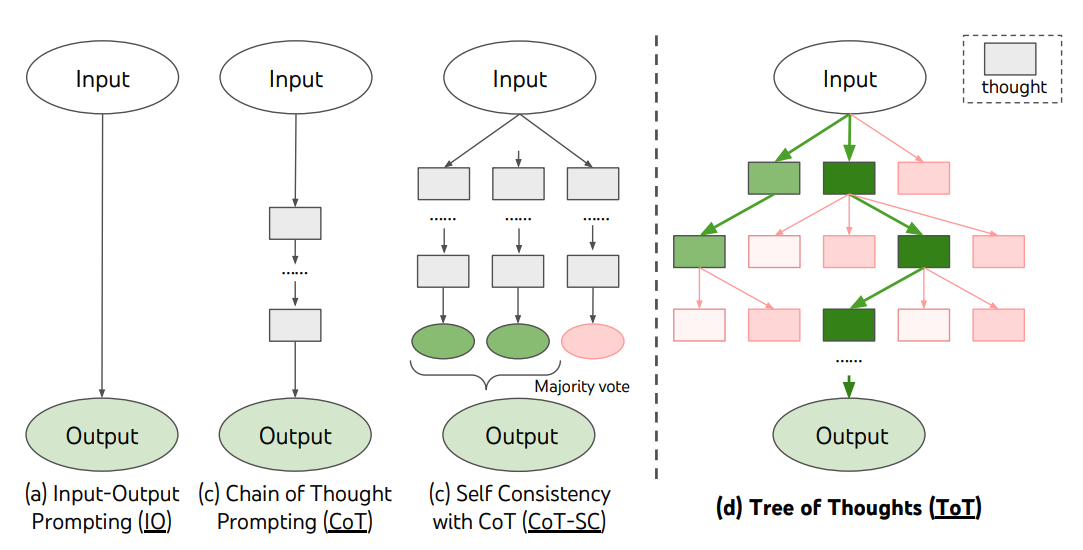 Input
Input
Input
Input
thought
......
......
......
......
......
Majority vote
Output
Output
Output
Output
(a) Input-Output
Prompting (IO)
(c) Chain of Thought
Prompting (CoT)
(c) Self Consistency
with CoT (CoT-SC)
(d) Tree of Thoughts (ToT)